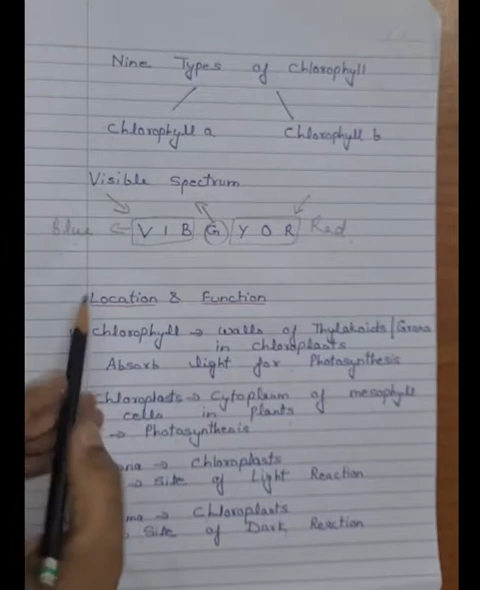 Nine Types of Chlorophyll
Chlorophyll a Chlorophyll b
Visible Spectrum
Blue ← V I B G Y O R Red
Location & Function
Chlorophyll → walls of Thylakoids/Grana
in chloroplasts
Absorb light for Photosynthesis
Chloroplasts → Cytoplasm of mesophyll
cells in plants
→ Photosynthesis
ana → Chloroplasts
→ Site of Light Reaction
ma → Chloroplasts
Site of Dark Reaction